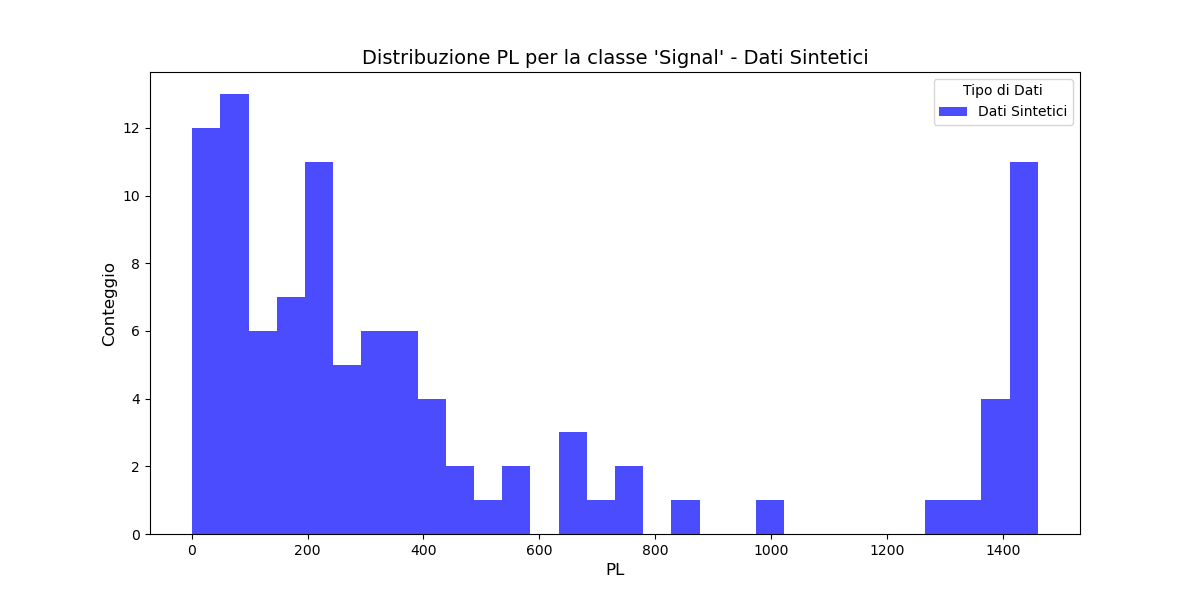 Distribuzione PL per la classe 'Signal' - Dati Sintetici
Tipo di Dati
Dati Sintetici
12
10
8
6
4
2
0
Conteggio
0 200 400 600 800 1000 1200 1400
PL